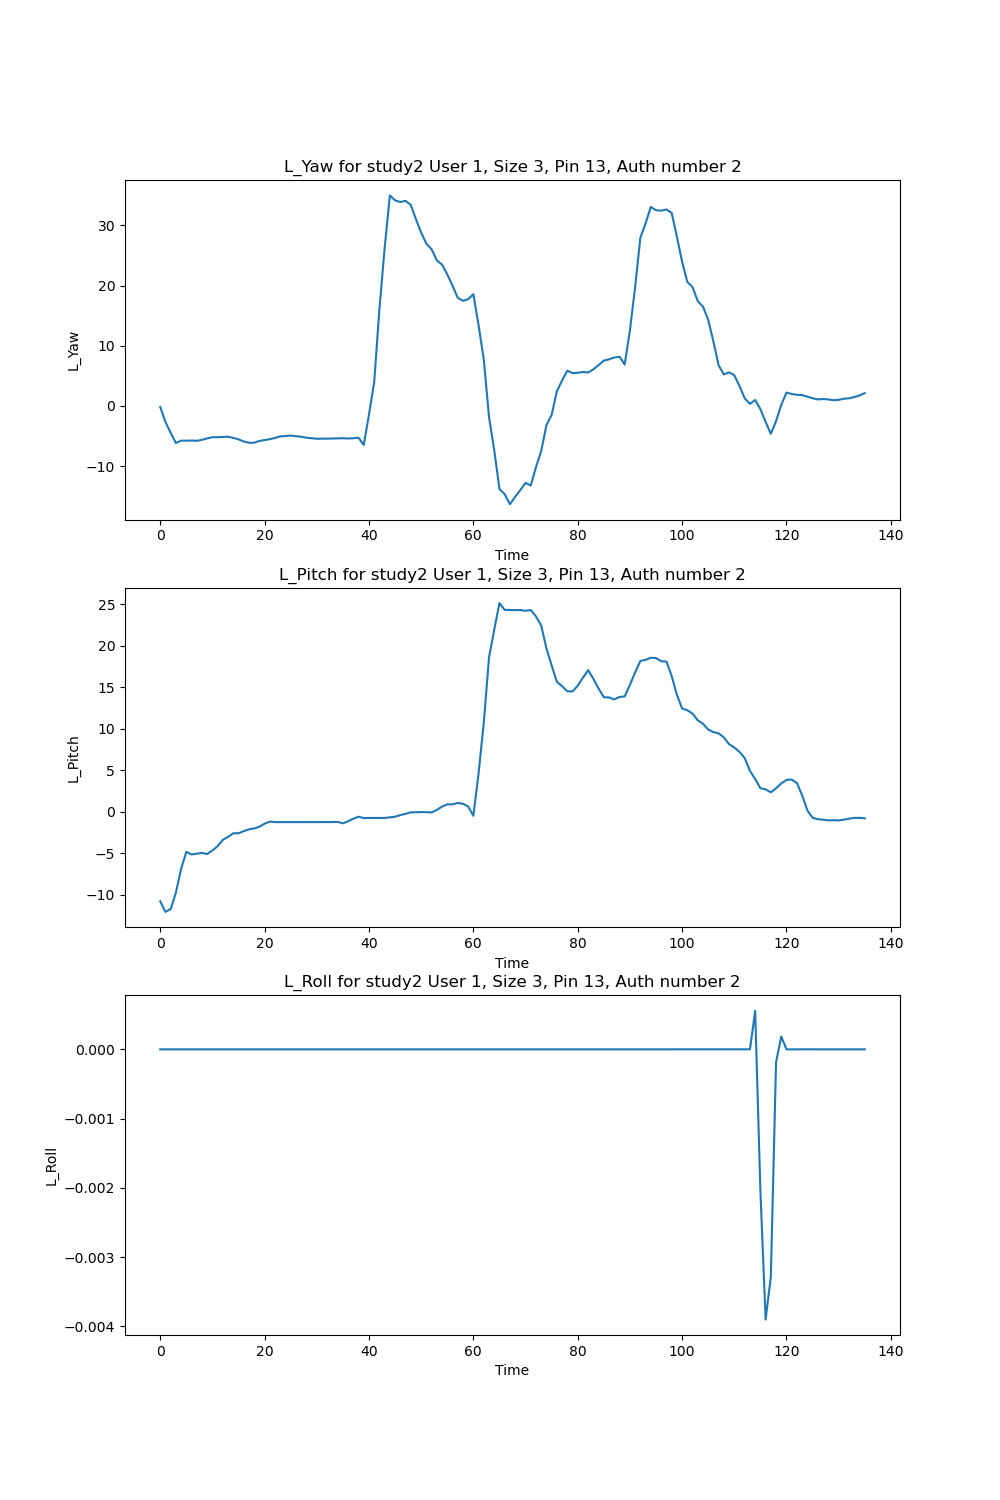 L_Yaw for study2 User 1, Size 3, Pin 13, Auth number 2
30
20
10
0
−10
L_Yaw
0 20 40 60 80 100 120 140
Time
L_Pitch for study2 User 1, Size 3, Pin 13, Auth number 2
25
20
15
10
5
0
−5
−10
L_Pitch
0 20 40 60 80 100 120 140
Time
L_Roll for study2 User 1, Size 3, Pin 13, Auth number 2
0.000
−0.001
−0.002
−0.003
−0.004
L_Roll
0 20 40 60 80 100 120 140
Time